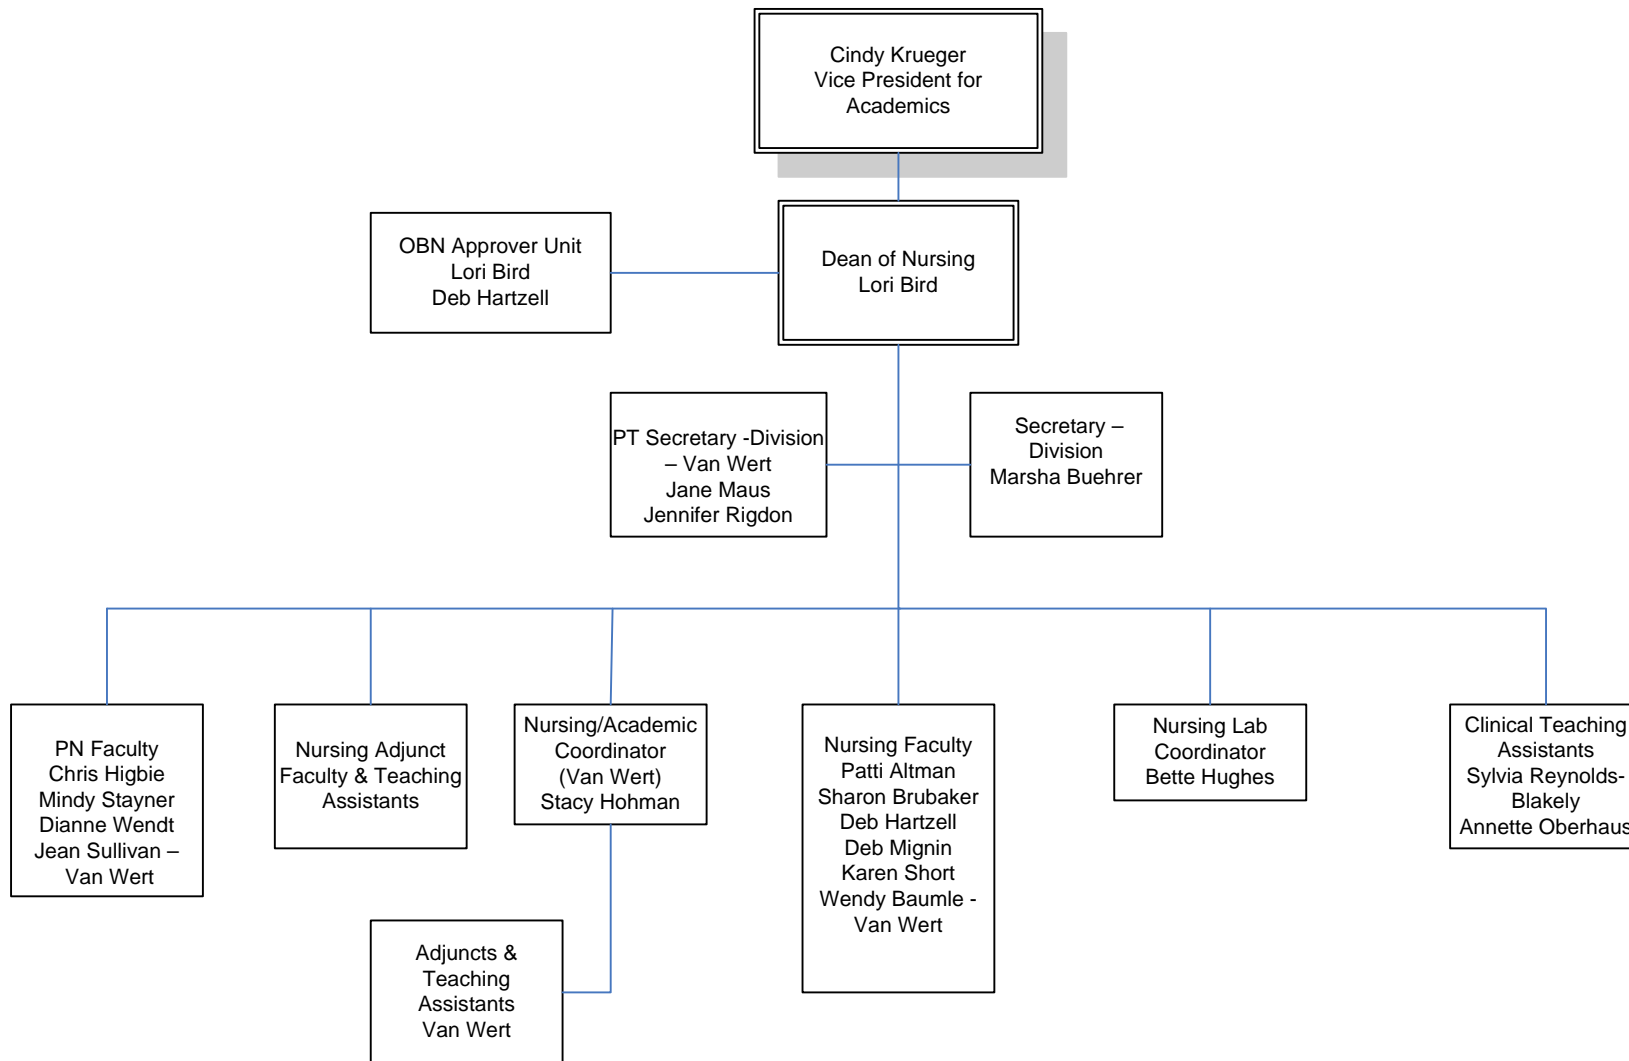 Cindy Krueger
Vice President for
Academics
OBN Approver Unit
Lori Bird
Deb Hartzell
Dean of Nursing
Lori Bird
PT Secretary -Division
– Van Wert
Jane Maus
Jennifer Rigdon
Secretary –
Division
Marsha Buehrer
PN Faculty
Chris Higbie
Mindy Stayner
Dianne Wendt
Jean Sullivan –
Van Wert
Nursing Adjunct
Faculty & Teaching
Assistants
Nursing/Academic
Coordinator
(Van Wert)
Stacy Hohman
Nursing Faculty
Patti Altman
Sharon Brubaker
Deb Hartzell
Deb Mignin
Karen Short
Wendy Baumle -
Van Wert
Nursing Lab
Coordinator
Bette Hughes
Clinical Teaching
Assistants
Sylvia Reynolds-
Blakely
Annette Oberhaus
Adjuncts &
Teaching
Assistants
Van Wert